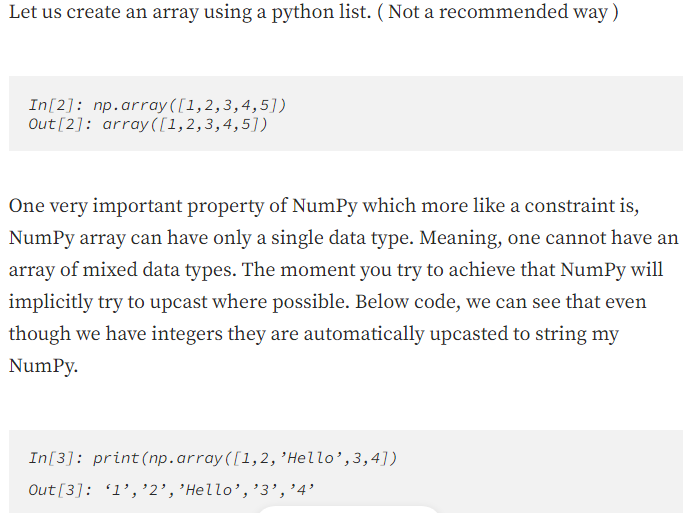 Let us create an array using a python list. ( Not a recommended way )
In[2]: np.array([1,2,3,4,5])
Out[2]: array([1,2,3,4,5])
One very important property of NumPy which more like a constraint is,
NumPy array can have only a single data type. Meaning, one cannot have an
array of mixed data types. The moment you try to achieve that NumPy will
implicitly try to upcast where possible. Below code, we can see that even
though we have integers they are automatically upcasted to string my
NumPy.
In[3]: print(np.array([1,2,’Hello’,3,4])
Out[3]: ‘1’,’2’,’Hello’,’3’,’4’